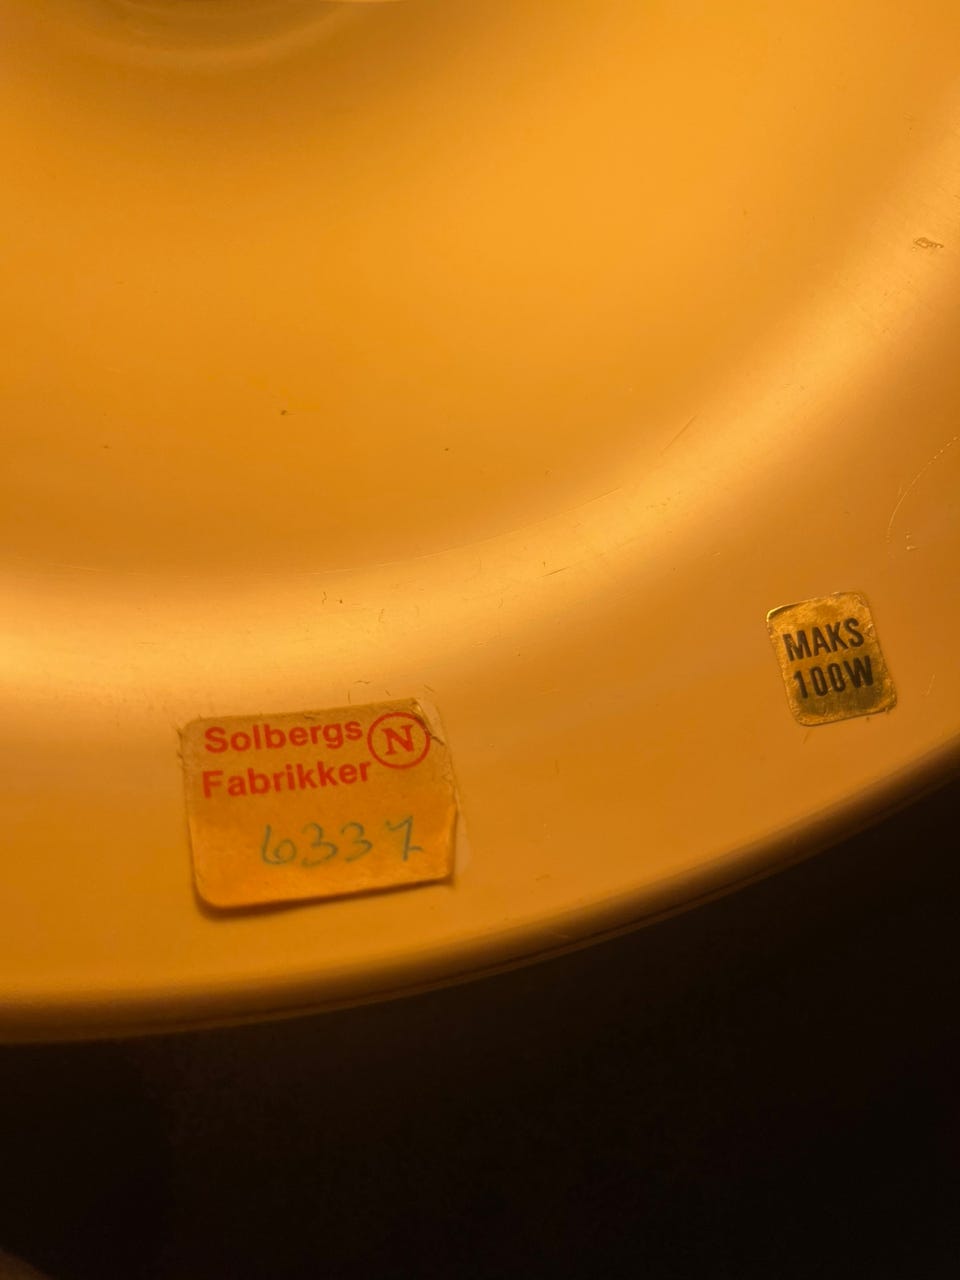 Solbergs N
Fabrikker
6337
MAKS
100W